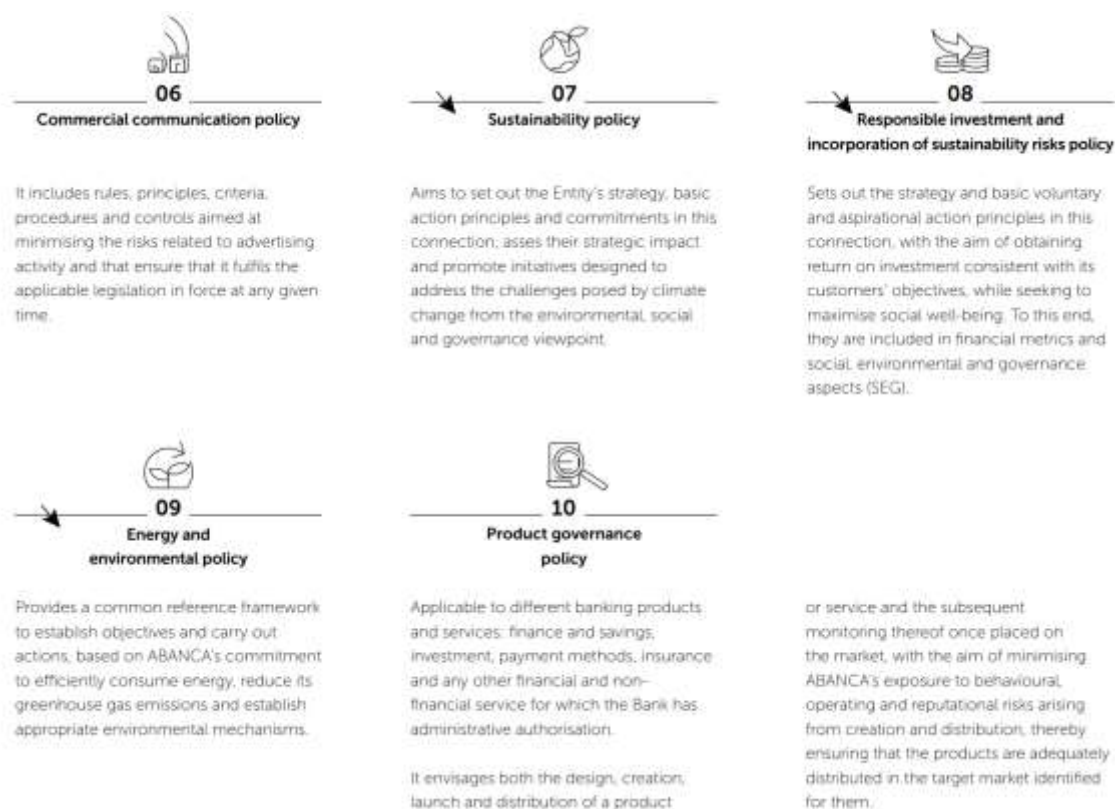 06
Commercial communication policy
It includes rules, principles, criteria,
procedures and controls aimed at
minimising the risks related to advertising
activity and that ensure that it fulfils the
applicable legislation in force at any given
time.
07
Sustainability policy
Aims to set out the Entity's strategy, basic
action principles and commitments in this
connection, asses their strategic impact
and promote initiatives designed to
address the challenges posed by climate
change from the environmental, social
and governance viewpoint.
08
Responsible investment and
incorporation of sustainability risks policy
Sets out the strategy and basic voluntary
and aspirational action principles in this
connection, with the aim of obtaining
return on investment consistent with its
customers' objectives, while seeking to
maximise social well-being. To this end,
they are included in financial metrics and
social, environmental and governance
aspects (SEG).
09
Energy and
environmental policy
Provides a common reference framework
to establish objectives and carry out
actions, based on ABANCA's commitment
to efficiently consume energy, reduce its
greenhouse gas emissions and establish
appropriate environmental mechanisms.
10
Product governance
policy
Applicable to different banking products
and services: finance and savings,
investment, payment methods, insurance
and any other financial and non-
financial service for which the Bank has
administrative authorisation.
It envisages both the design, creation,
launch and distribution of a product
or service and the subsequent
monitoring thereof once placed on
the market, with the aim of minimising
ABANCA's exposure to behavioural,
operating and reputational risks arising
from creation and distribution, thereby
ensuring that the products are adequately
distributed in the target market identified
for them.